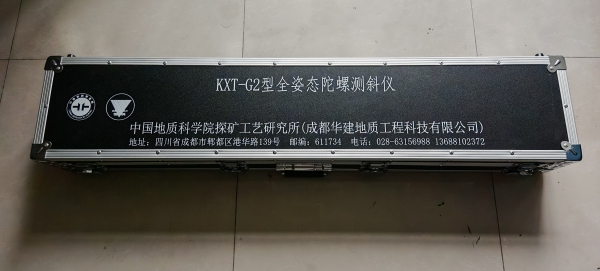 KXT-G2型全姿态陀螺测斜仪
中国地质科学院探矿工艺研究所(成都华建地质工程科技有限公司)
地址: 四川省成都市郫都区港华路139号 邮编: 611734 电话: 028-63156988 13688102372